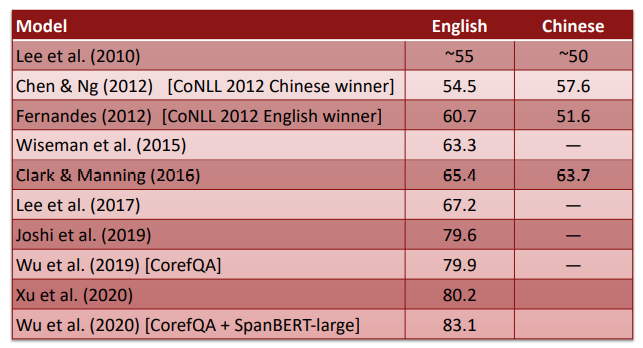 Model English Chinese
Lee et al. (2010) ~55 ~50
Chen & Ng (2012) [CoNLL 2012 Chinese winner] 54.5 57.6
Fernandes (2012) [CoNLL 2012 English winner] 60.7 51.6
Wiseman et al. (2015) 63.3 —
Clark & Manning (2016) 65.4 63.7
Lee et al. (2017) 67.2 —
Joshi et al. (2019) 79.6 —
Wu et al. (2019) [CorefQA] 79.9 —
Xu et al. (2020) 80.2
Wu et al. (2020) [CorefQA + SpanBERT-large] 83.1